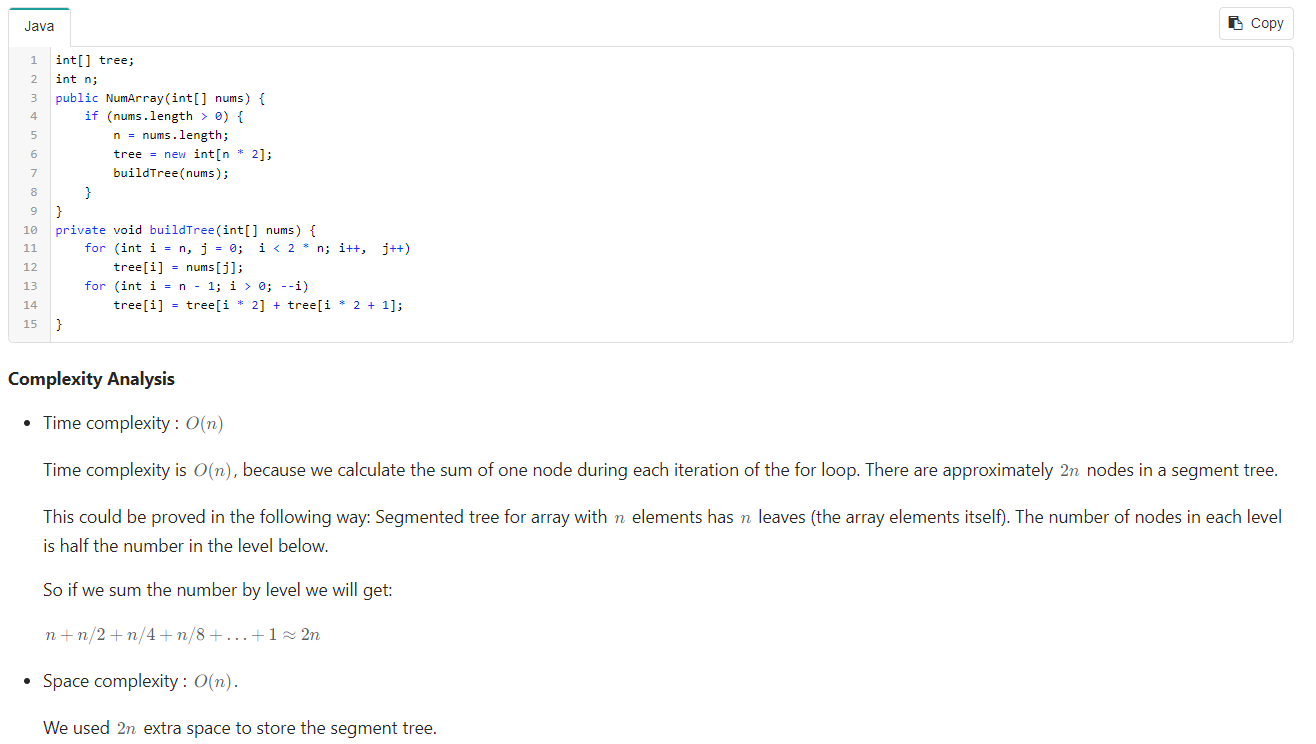 Java
Copy
1 int[] tree;
2 int n;
3 public NumArray(int[] nums) {
4     if (nums.length > 0) {
5         n = nums.length;
6         tree = new int[n * 2];
7         buildTree(nums);
8     }
9 }
10 private void buildTree(int[] nums) {
11     for (int i = n, j = 0;  i < 2 * n; i++,  j++)
12         tree[i] = nums[j];
13     for (int i = n - 1; i > 0; --i)
14         tree[i] = tree[i * 2] + tree[i * 2 + 1];
15 }
Complexity Analysis
• Time complexity : O(n)
Time complexity is O(n), because we calculate the sum of one node during each iteration of the for loop. There are approximately 2n nodes in a segment tree.
This could be proved in the following way: Segmented tree for array with n elements has n leaves (the array elements itself). The number of nodes in each level
is half the number in the level below.
So if we sum the number by level we will get:
n + n/2 + n/4 + n/8 + … + 1 ≈ 2n
• Space complexity : O(n).
We used 2n extra space to store the segment tree.